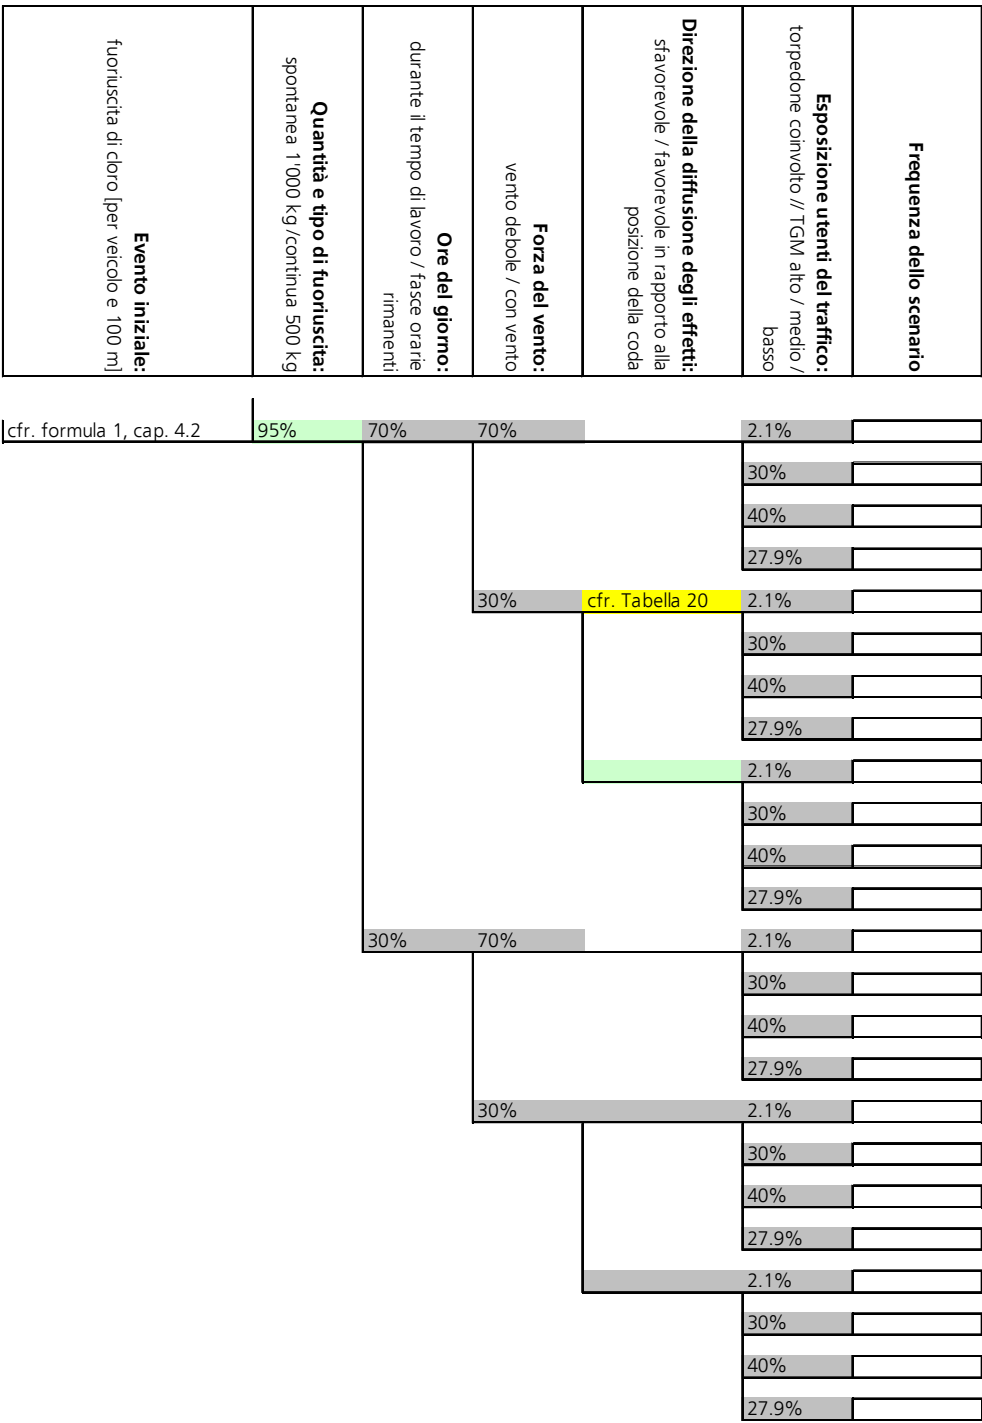 Evento iniziale:
fuoriuscita di cloro [per veicolo e 100 m]
Quantità e tipo di fuoriuscita:
spontanea 1'000 kg /continua 500 kg
Ore del giorno:
durante il tempo di lavoro / fasce orarie
rimanenti
Forza del vento:
vento debole / con vento
Direzione della diffusione degli effetti:
sfavorevole / favorevole in rapporto alla
posizione della coda
Esposizione utenti del traffico:
torpedone coinvolto // TGM alto / medio /
basso
Frequenza dello scenario
cfr. formula 1, cap. 4.2 95% 70% 70% 2.1%
30%
40%
27.9%
30% cfr. Tabella 20 2.1%
30%
40%
27.9%
2.1%
30%
40%
27.9%
30% 70% 2.1%
30%
40%
27.9%
30% 2.1%
30%
40%
27.9%
2.1%
30%
40%
27.9%